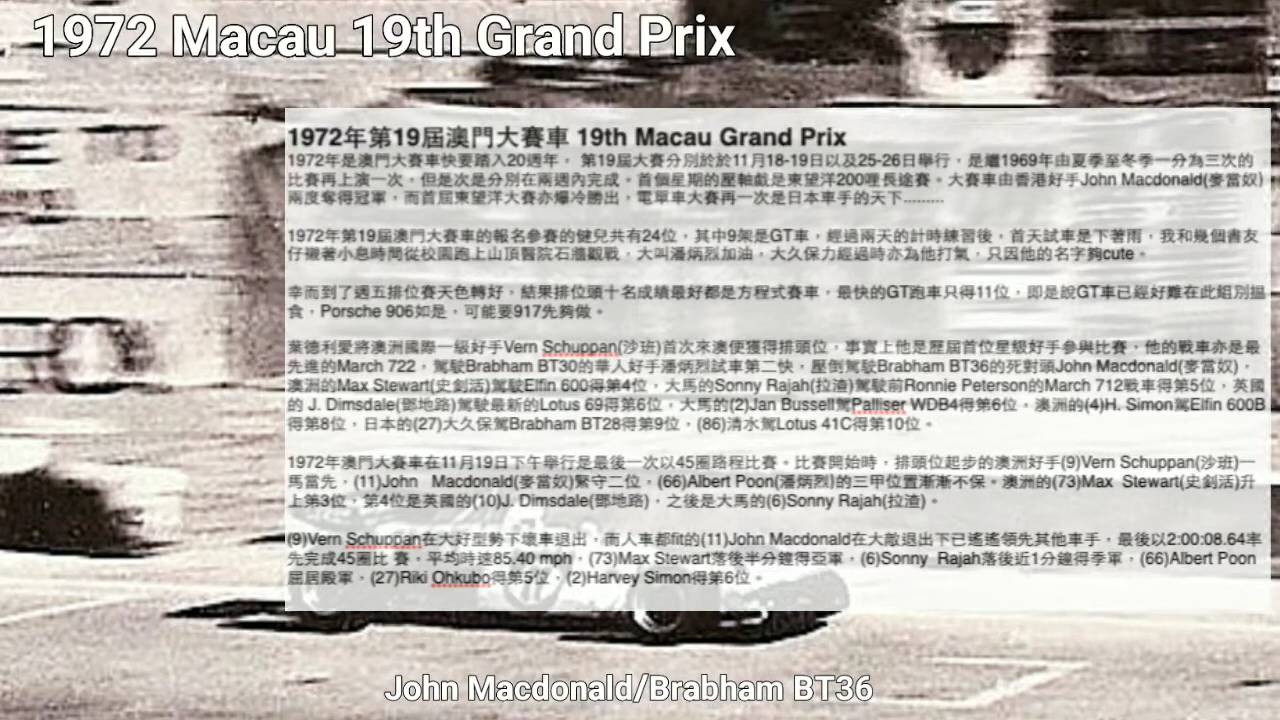 1972 Macau 19th Grand Prix
1972年第19屆澳門大賽車 19th Macau Grand Prix
1972年是澳門大賽車快要踏入20週年， 第19屆大賽分別於於11月18-19日以及25-26日舉行，是繼1969年由夏季至冬季一分為三次的
比賽再上演一次，但是次是分別在兩週內完成。首個星期的壓軸戲是東望洋200哩長途賽。大賽車由香港好手John Macdonald(麥當奴)
兩度奪得冠軍，而首屆東望洋大賽亦爆冷勝出，電單車大賽再一次是日本車手的天下.........
1972年第19屆澳門大賽車的報名參賽的健兒共有24位，其中9架是GT車，經過兩天的計時練習後，首天試車是下著雨，我和幾個書友
仔襯著小息時間從校園跑上山頂醫院石牆觀戰，大叫潘炳烈加油，大久保力經過時亦為他打氣，只因他的名字夠cute。
幸而到了週五排位賽天色轉好，結果排位頭十名成績最好都是方程式賽車，最快的GT跑車只得11位，即是說GT車已經好難在此組別搵
食，Porsche 906如是，可能要917先夠做。
葉德利愛將澳洲國際一級好手Vern Schuppan(沙班)首次來澳便獲得排頭位，事實上他是歷屆首位星級好手參與比賽，他的戰車亦是最
先進的March 722，駕駛Brabham BT30的華人好手潘炳烈試車第二快，壓倒駕駛Brabham BT36的死對頭John Macdonald(麥當奴)，
澳洲的Max Stewart(史釗活)駕駛Elfin 600得第4位，大馬的Sonny Rajah(拉渣)駕駛前Ronnie Peterson的March 712戰車得第5位，英國
的 J. Dimsdale(鄧地路)駕駛最新的Lotus 69得第6位，大馬的(2)Jan Bussell駕Palliser WDB4得第6位，澳洲的(4)H. Simon駕Elfin 600B
得第8位，日本的(27)大久保駕Brabham BT28得第9位，(86)清水駕Lotus 41C得第10位。
1972年澳門大賽車在11月19日下午舉行是最後一次以45圈路程比賽。比賽開始時，排頭位起步的澳洲好手(9)Vern Schuppan(沙班)一
馬當先，(11)John Macdonald(麥當奴)緊守二位，(66)Albert Poon(潘炳烈)的三甲位置漸漸不保。澳洲的(73)Max Stewart(史釗活)升
上第3位，第4位是英國的(10)J. Dimsdale(鄧地路)，之後是大馬的(6)Sonny Rajah(拉渣)。
(9)Vern Schuppan在大好型勢下壞車退出，而人車都fit的(11)John Macdonald在大敵退出下已遙遙領先其他車手，最後以2:00:08.64率
先完成45圈比 賽，平均時速85.40 mph，(73)Max Stewart落後半分鐘得亞軍，(6)Sonny Rajah落後近1分鐘得季軍，(66)Albert Poon
屈居殿軍，(27)Riki Ohkubo得第5位，(2)Harvey Simon得第6位。
John Macdonald/Brabham BT36